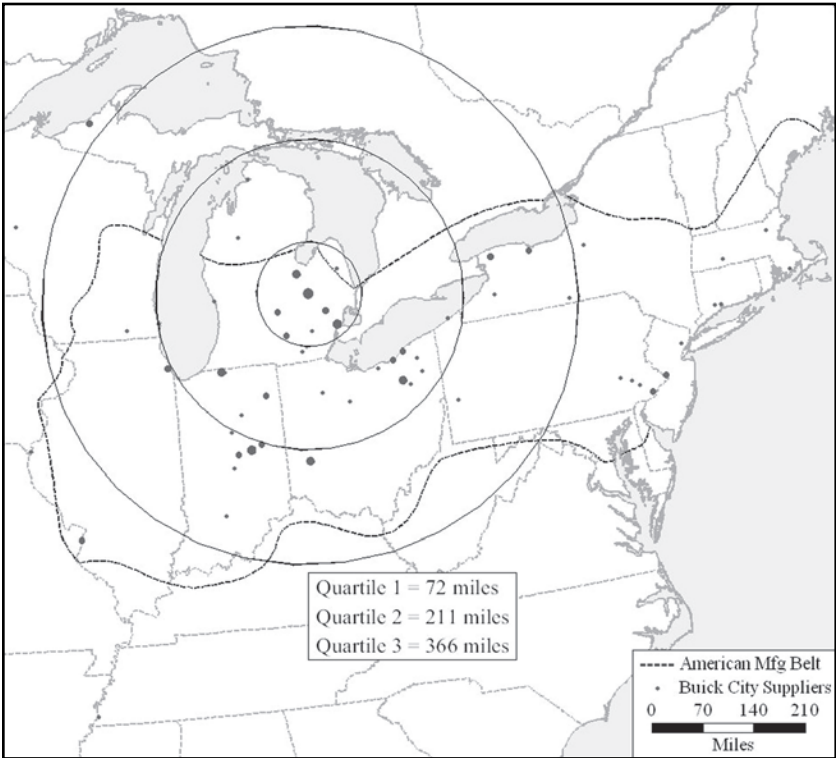 Quartile 1 = 72 miles
Quartile 2 = 211 miles
Quartile 3 = 366 miles
American Mfg Belt
Buick City Suppliers
0 70 140 210
Miles